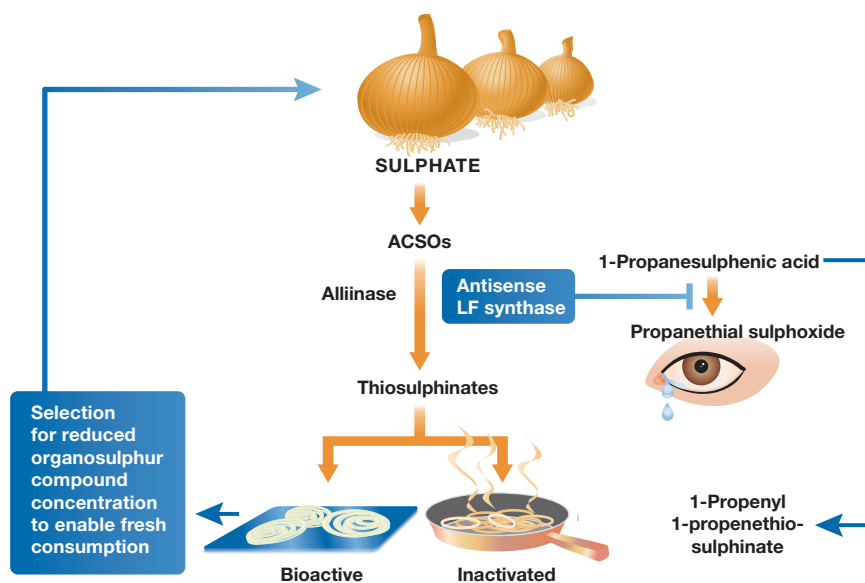 SULPHATE
ACSOs
Alliinase
Antisense
LF synthase
1-Propanesulphenic acid
Propanethial sulphoxide
Thiosulphinates
Selection
for reduced
organosulphur
compound
concentration
to enable fresh
consumption
Bioactive
Inactivated
1-Propenyl
1-propenethio-
sulphinate